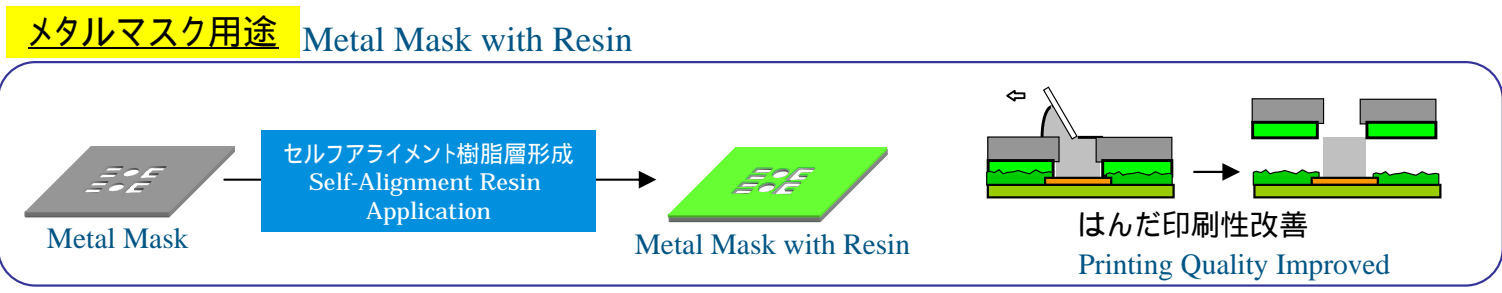 メタルマスク用途 Metal Mask with Resin
セルフアライメント樹脂層形成
Self-Alignment Resin
Application
Metal Mask
Metal Mask with Resin
はんだ印刷性改善
Printing Quality Improved